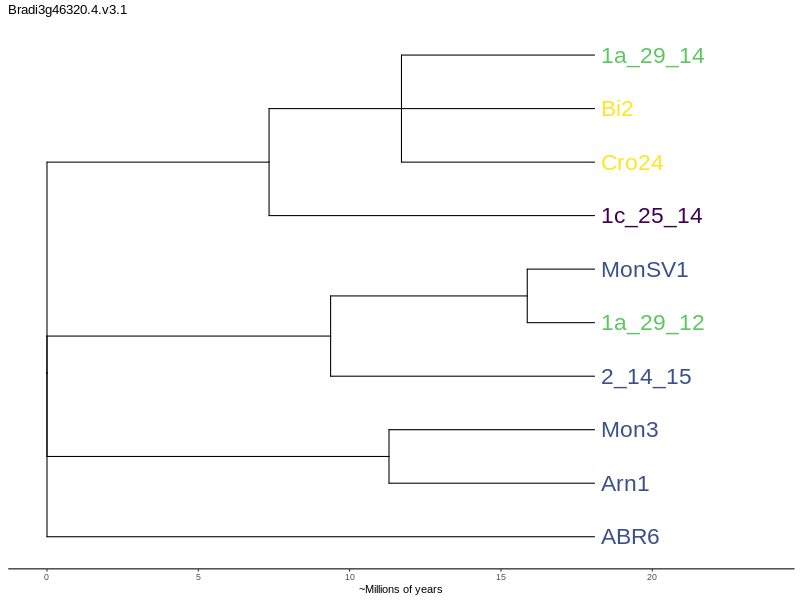 Bradi3g46320.4.v3.1
1a_29_14
Bi2
Cro24
1c_25_14
MonSV1
1a_29_12
2_14_15
Mon3
Arn1
ABR6
0 5 10 15 20
~Millions of years